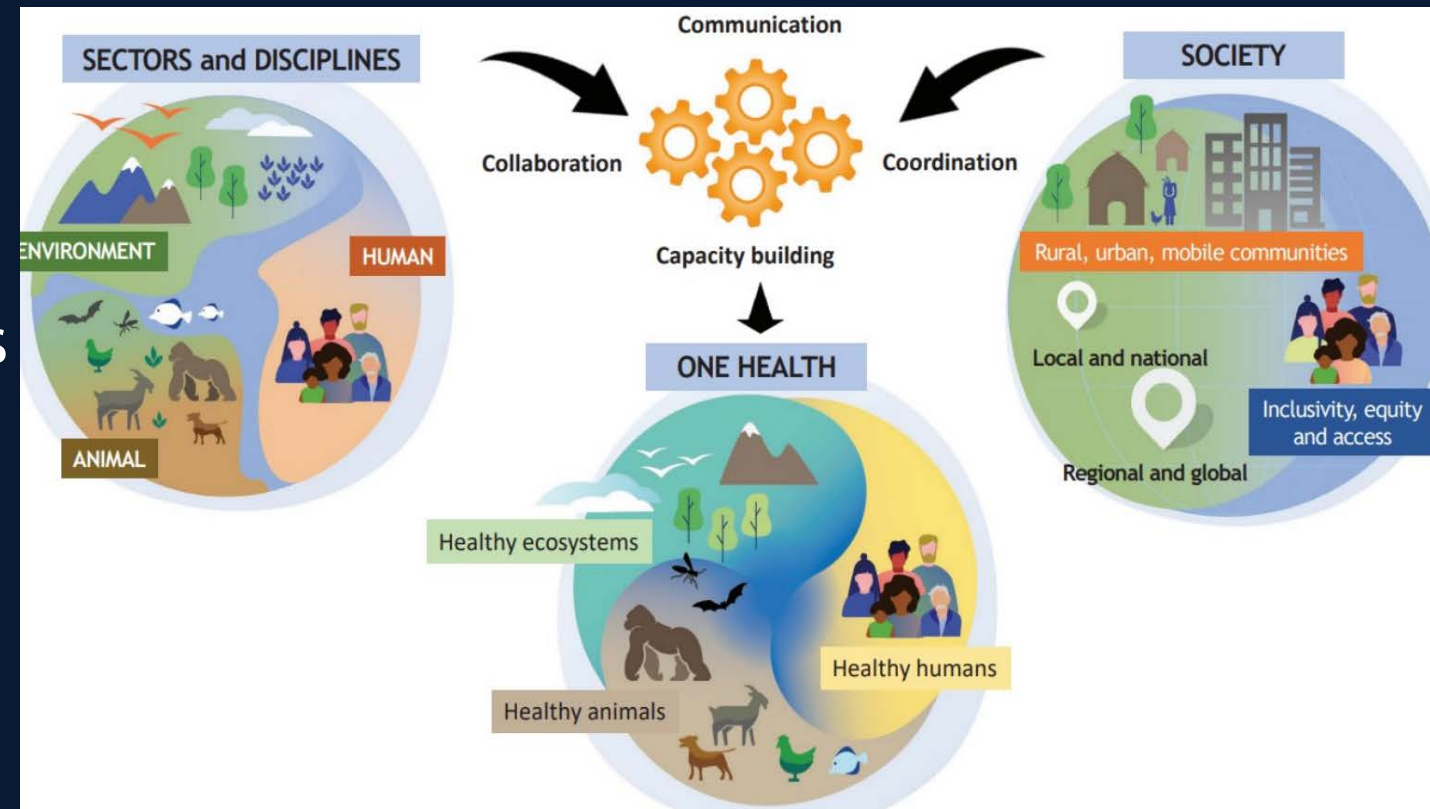 SECTORS and DISCIPLINES
ENVIRONMENT
HUMAN
ANIMAL
Communication
Collaboration
Coordination
Capacity building
SOCIETY
Rural, urban, mobile communities
Local and national
Regional and global
Inclusivity, equity
and access
ONE HEALTH
Healthy ecosystems
Healthy animals
Healthy humans